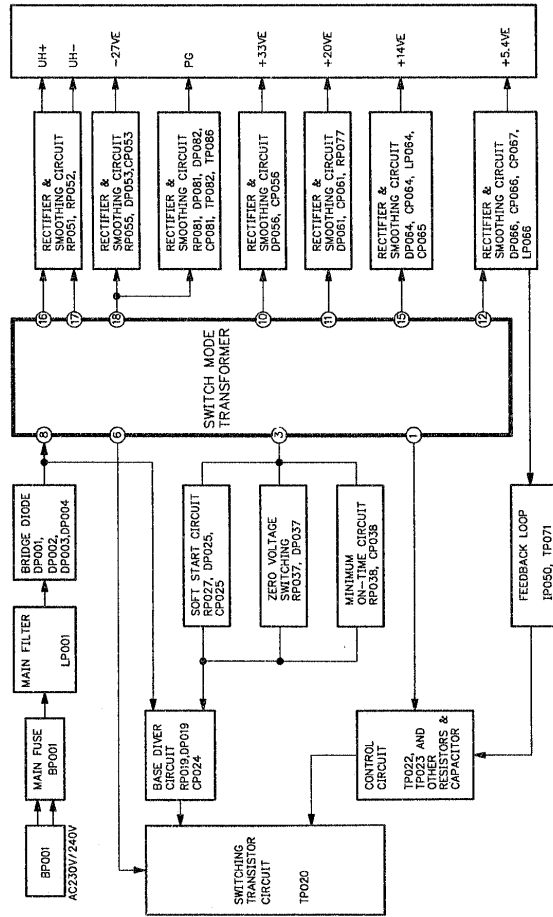 BP001
AC230V/240V
MAIN FUSE
BP001
MAIN FILTER
LP001
BRIDGE DIODE
DP001,
DP002,
DP003,DP004
SWITCHING
TRANSISTOR
CIRCUIT
TP020
BASE DIVER
CIRCUIT
RP019,DP019
CP024
SOFT START CIRCUIT
RP027, DP025,
CP025
ZERO VOLTAGE
SWITCHING
RP037, DP037
MINIMUM
ON-TIME CIRCUIT
RP038, CP038
CONTROL
CIRCUIT
TP022,
TP023 AND
OTHER
RESISTORS &
CAPACITOR
FEEDBACK LOOP
IP050, TP071
8
6
3
1
SWITCH MODE
TRANSFORMER
16
17
18
10
11
15
12
RECTIFIER &
SMOOTHING CIRCUIT
RP051, RP052,
RECTIFIER &
SMOOTHING CIRCUIT
RP055, DP053,CP053
RECTIFIER &
SMOOTHING CIRCUIT
RP081, DP081, DP082,
CP081, TP082, TP086
RECTIFIER &
SMOOTHING CIRCUIT
DP056, CP056
RECTIFIER &
SMOOTHING CIRCUIT
DP061, CP061, RP077
RECTIFIER &
SMOOTHING CIRCUIT
DP064, CP064, LP064,
CP065
RECTIFIER &
SMOOTHING CIRCUIT
DP066, CP066, CP067,
LP066
UH+
UH-
-27VE
PG
+33VE
+20VE
+14VE
+5.4VE